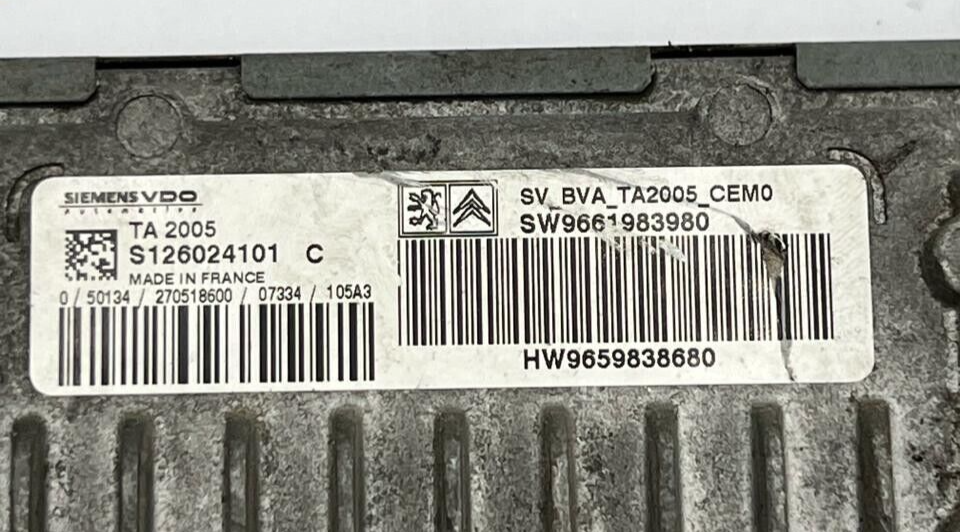 SIEMENS VDO
Automotive
TA 2005
S126024101 C
MADE IN FRANCE
0 / 50134 / 270518600 / 07334 / 105A3
SV_BVA_TA2005_CEM0
SW9661983980
HW9659838680